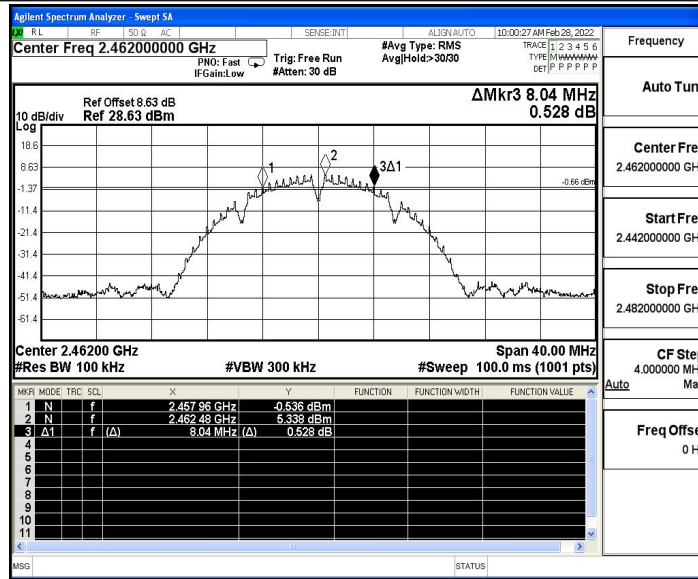 Agilent Spectrum Analyzer - Swept SA
RL RF 50 Ω AC SENSE:INT ALIGN AUTO 10:00:27 AM Feb 28, 2022
Center Freq 2.462000000 GHz
PNO: Fast
IFGain:Low
Trig: Free Run
#Atten: 30 dB
#Avg Type: RMS
Avg|Hold:>30/30
TRACE 1 2 3 4 5 6
TYPE M
DET P P P P P P
Frequency
Auto Tun
Center Fre
2.462000000 GH
Start Fre
2.442000000 GH
Stop Fre
2.482000000 GH
CF Ste
4.000000 MH
Auto Ma
Freq Offse
0 H
ΔMkr3 8.04 MHz
0.528 dB
Ref Offset 8.63 dB
10 dB/div Ref 28.63 dBm
Log
18.6
8.63
-1.37
-11.4
-21.4
-31.4
-41.4
-51.4
-61.4
1
2
3Δ1
-0.66 dBm
Center 2.46200 GHz Span 40.00 MHz
#Res BW 100 kHz #VBW 300 kHz #Sweep 100.0 ms (1001 pts)
MKR MODE TRC SCL X Y FUNCTION FUNCTION WIDTH FUNCTION VALUE
1 N f 2.457 96 GHz -0.536 dBm
2 N f 2.462 48 GHz 5.338 dBm
3 Δ1 f (Δ) 8.04 MHz (Δ) 0.528 dB
4
5
6
7
8
9
10
11
MSG STATUS